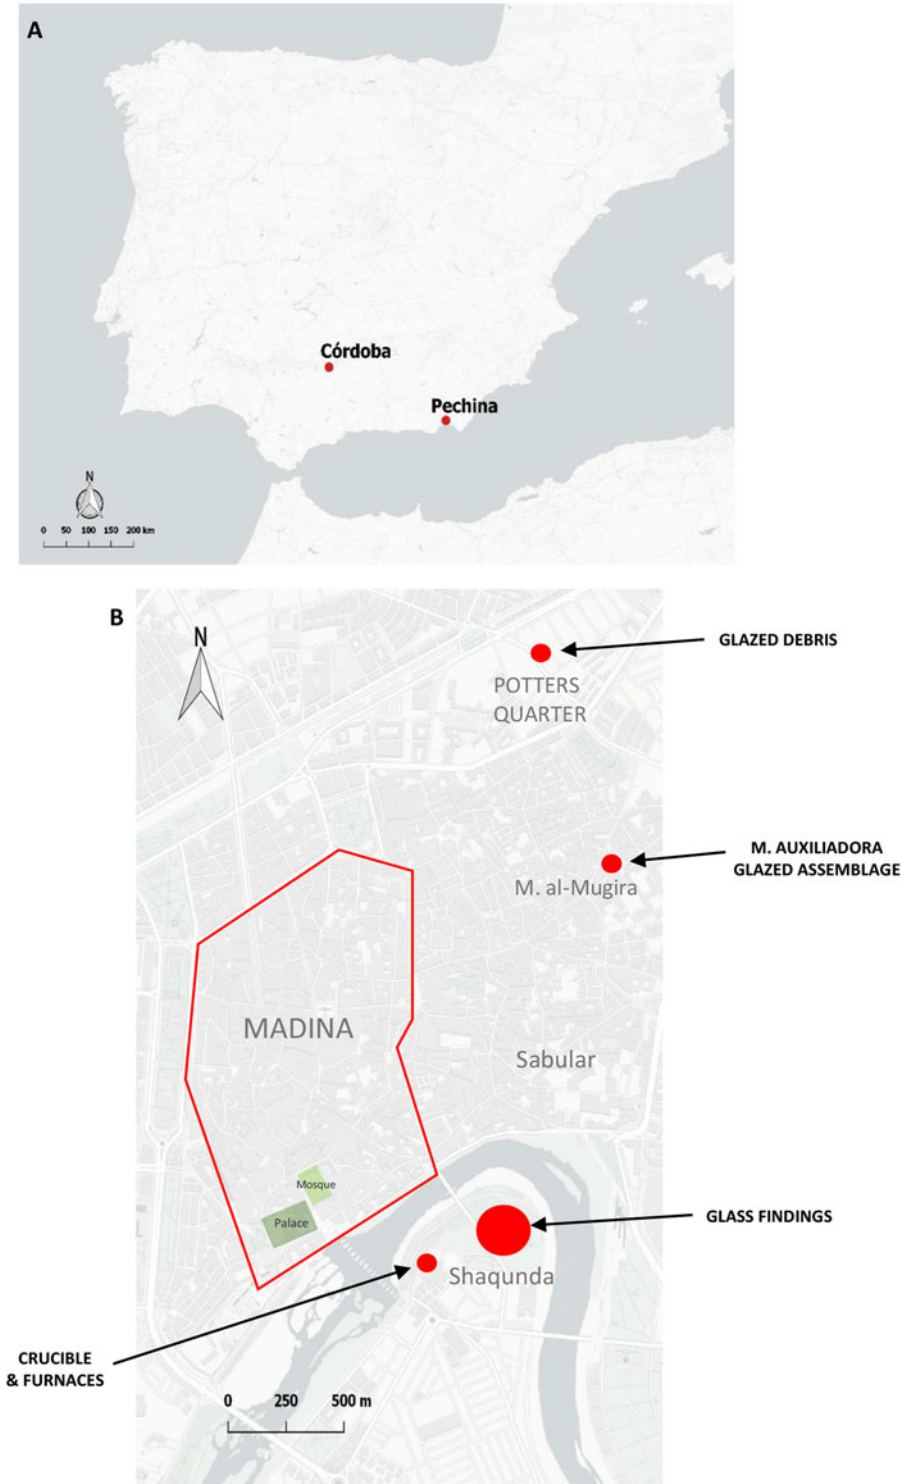 A
Córdoba
Pechina
N
0 50 100 150 200 km
B
N
GLAZED DEBRIS
POTTERS
QUARTER
M. AUXILIADORA
GLAZED ASSEMBLAGE
M. al-Mugira
MADINA
Sabular
Mosque
Palace
GLASS FINDINGS
Shaqunda
CRUCIBLE
& FURNACES
0 250 500 m